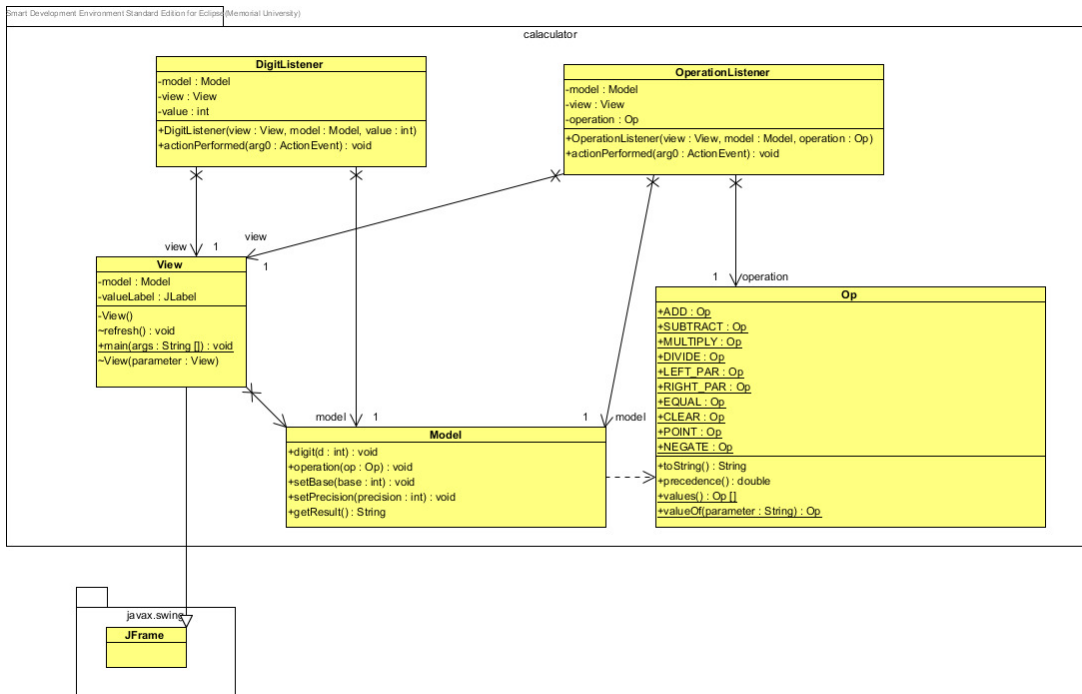 Smart Development Environment Standard Edition for Eclipse(Memorial University)
calaculator
DigitListener
-model : Model
-view : View
-value : int
+DigitListener(view : View, model : Model, value : int)
+actionPerformed(arg0 : ActionEvent) : void
OperationListener
-model : Model
-view : View
-operation : Op
+OperationListener(view : View, model : Model, operation : Op)
+actionPerformed(arg0 : ActionEvent) : void
view 1
view
1
1 operation
View
-model : Model
-valueLabel : JLabel
-View()
~refresh() : void
+main(args : String []) : void
~View(parameter : View)
Op
+ADD : Op
+SUBTRACT : Op
+MULTIPLY : Op
+DIVIDE : Op
+LEFT_PAR : Op
+RIGHT_PAR : Op
+EQUAL : Op
+CLEAR : Op
+POINT : Op
+NEGATE : Op
+toString() : String
+precedence() : double
+values() : Op []
+valueOf(parameter : String) : Op
model 1
1 model
Model
+digit(d : int) : void
+operation(op : Op) : void
+setBase(base : int) : void
+setPrecision(precision : int) : void
+getResult() : String
javax.swing
JFrame